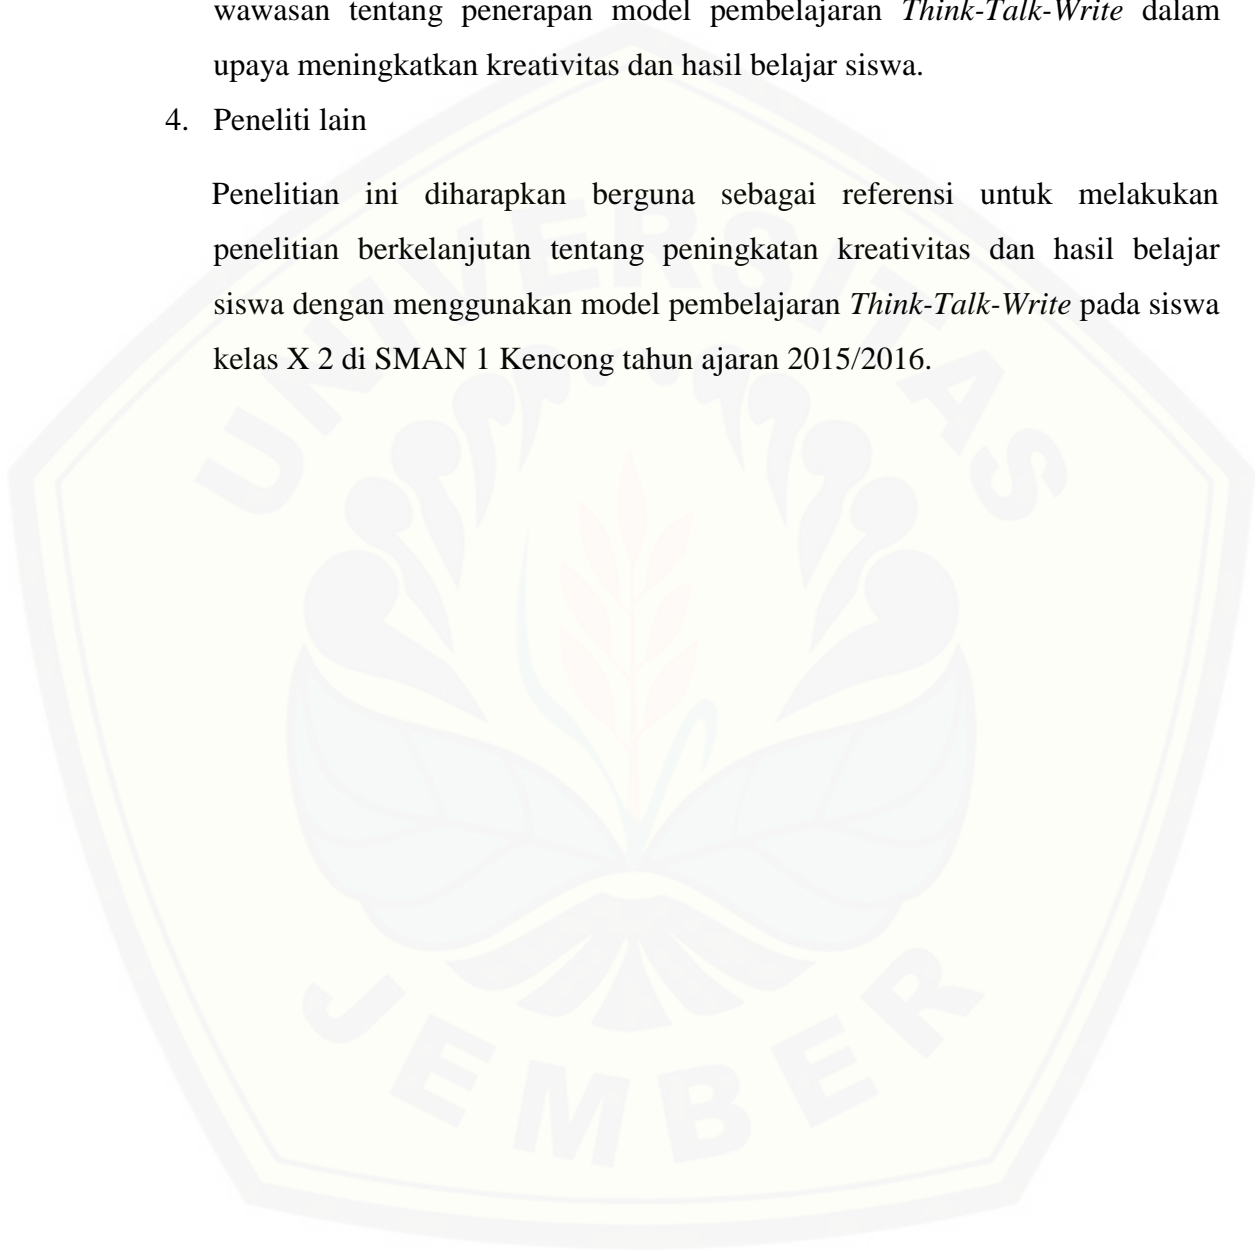 wawasan tentang penerapan model pembelajaran Think-Talk-Write dalam
upaya meningkatkan kreativitas dan hasil belajar siswa.
4. Peneliti lain
Penelitian ini diharapkan berguna sebagai referensi untuk melakukan
penelitian berkelanjutan tentang peningkatan kreativitas dan hasil belajar
siswa dengan menggunakan model pembelajaran Think-Talk-Write pada siswa
kelas X 2 di SMAN 1 Kencong tahun ajaran 2015/2016.
UNIVERSITAS
JEMBER